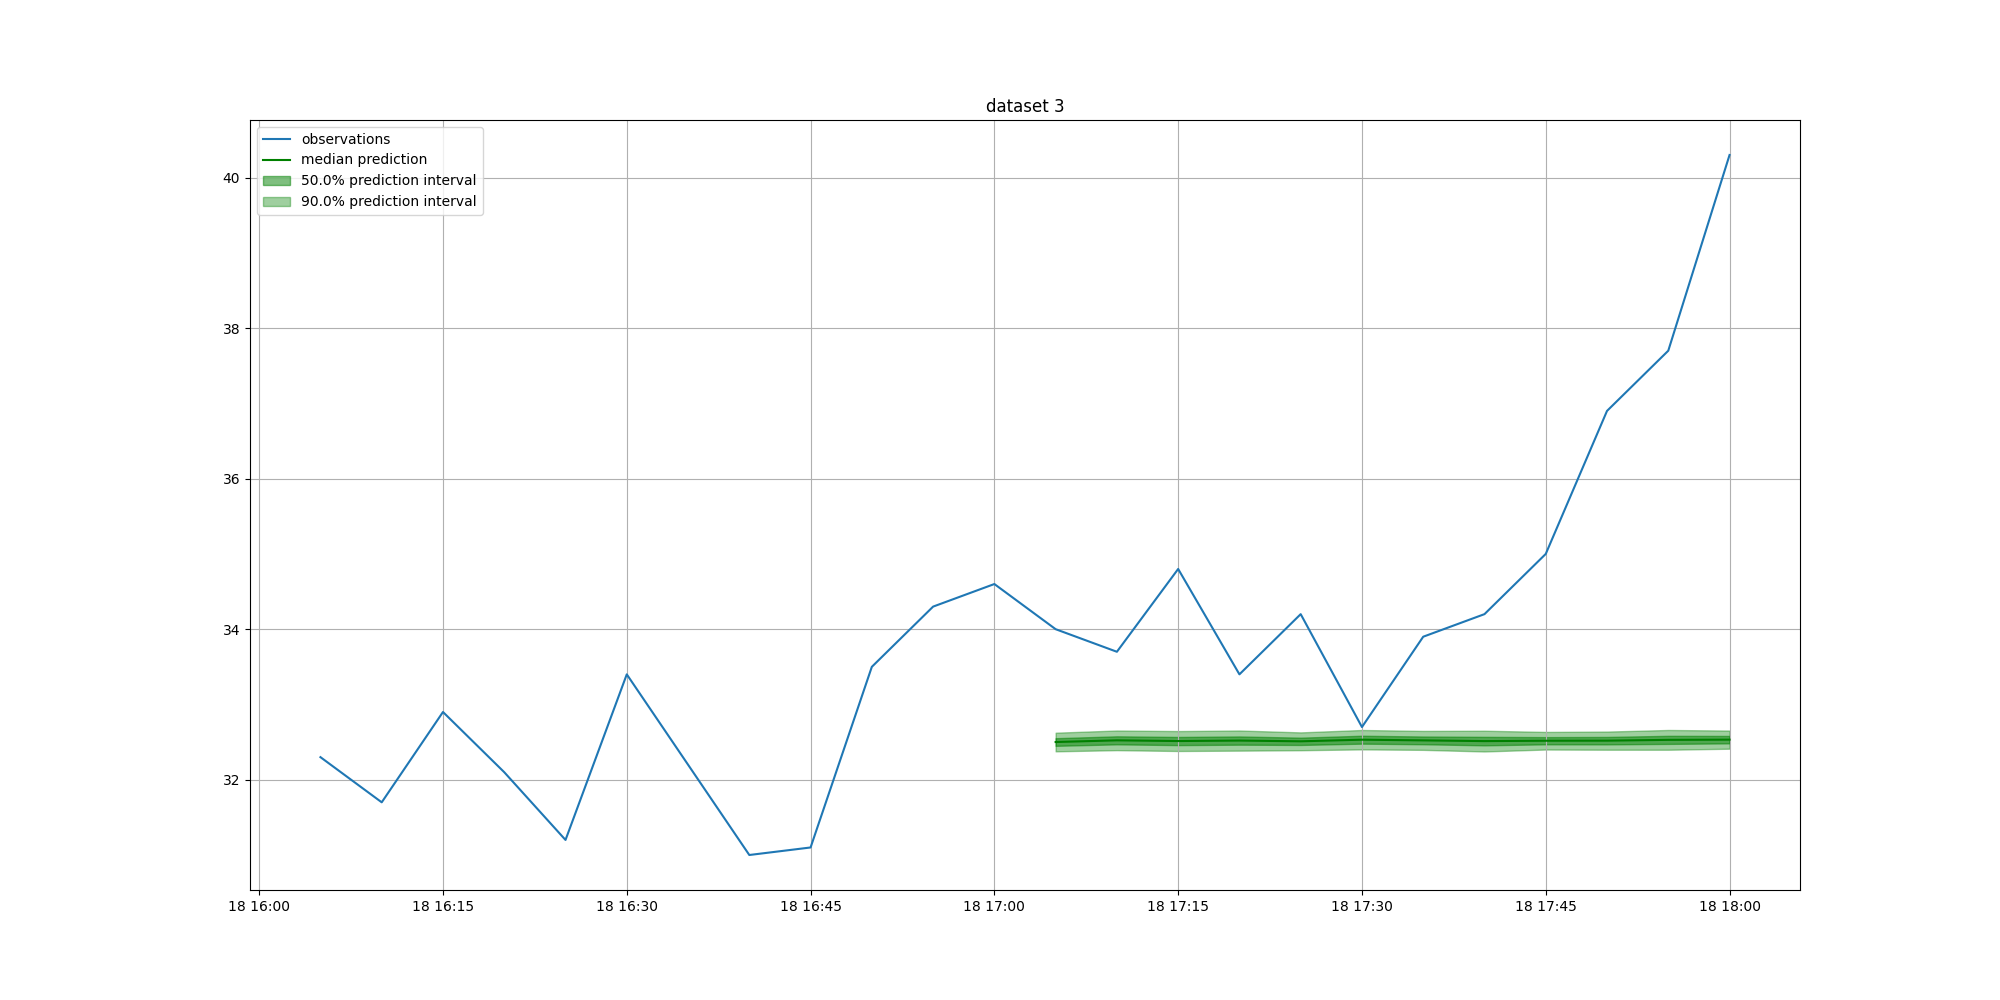 dataset 3
observations
median prediction
50.0% prediction interval
90.0% prediction interval
40
38
36
34
32
18 16:00 18 16:15 18 16:30 18 16:45 18 17:00 18 17:15 18 17:30 18 17:45 18 18:00